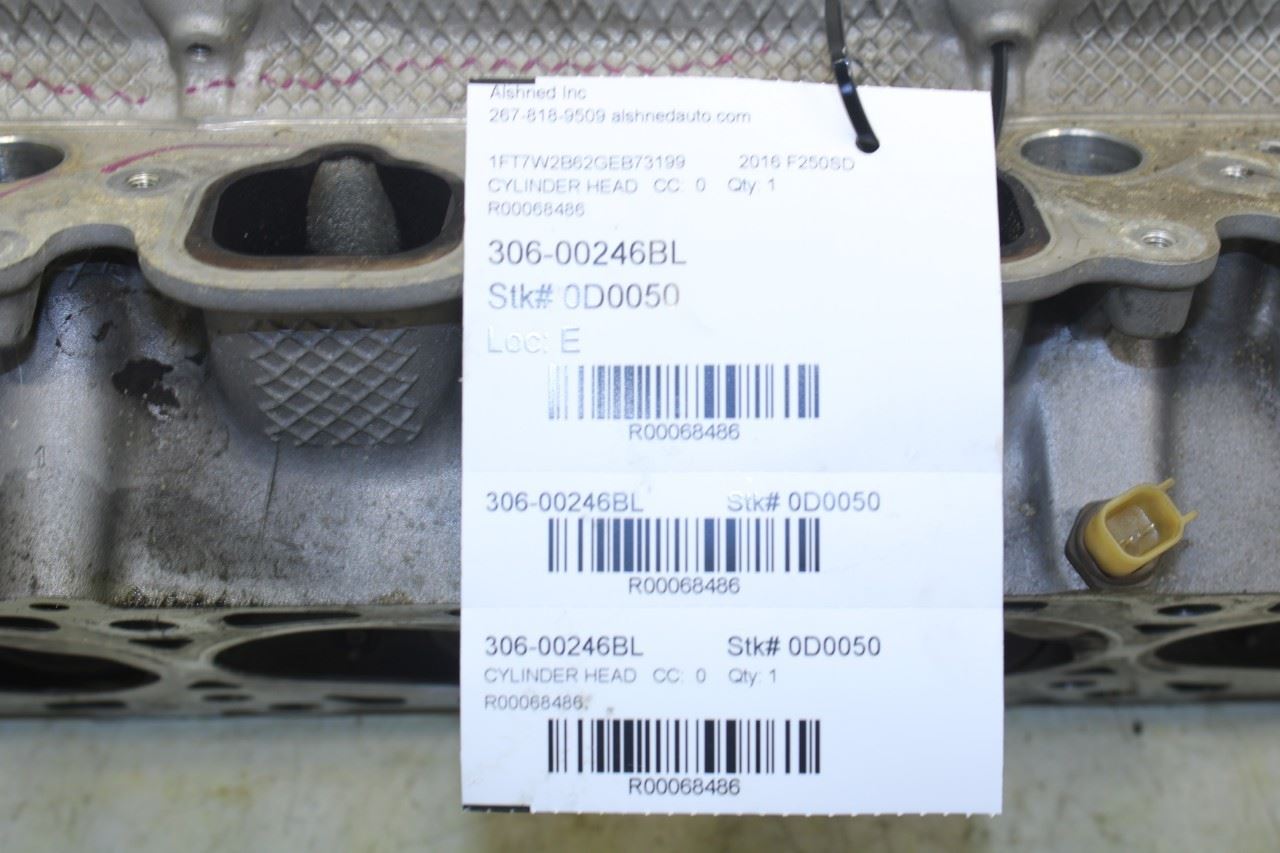 Alshned Inc
267-818-9509 alshnedauto.com
1FT7W2B62GEB73199 2016 F250SD
CYLINDER HEAD CC: 0 Qty: 1
R00068486
306-00246BL
Stk# 0D0050
Loc: E
R00068486
306-00246BL Stk# 0D0050
R00068486
306-00246BL Stk# 0D0050
CYLINDER HEAD CC: 0 Qty: 1
R00068486
R00068486
1